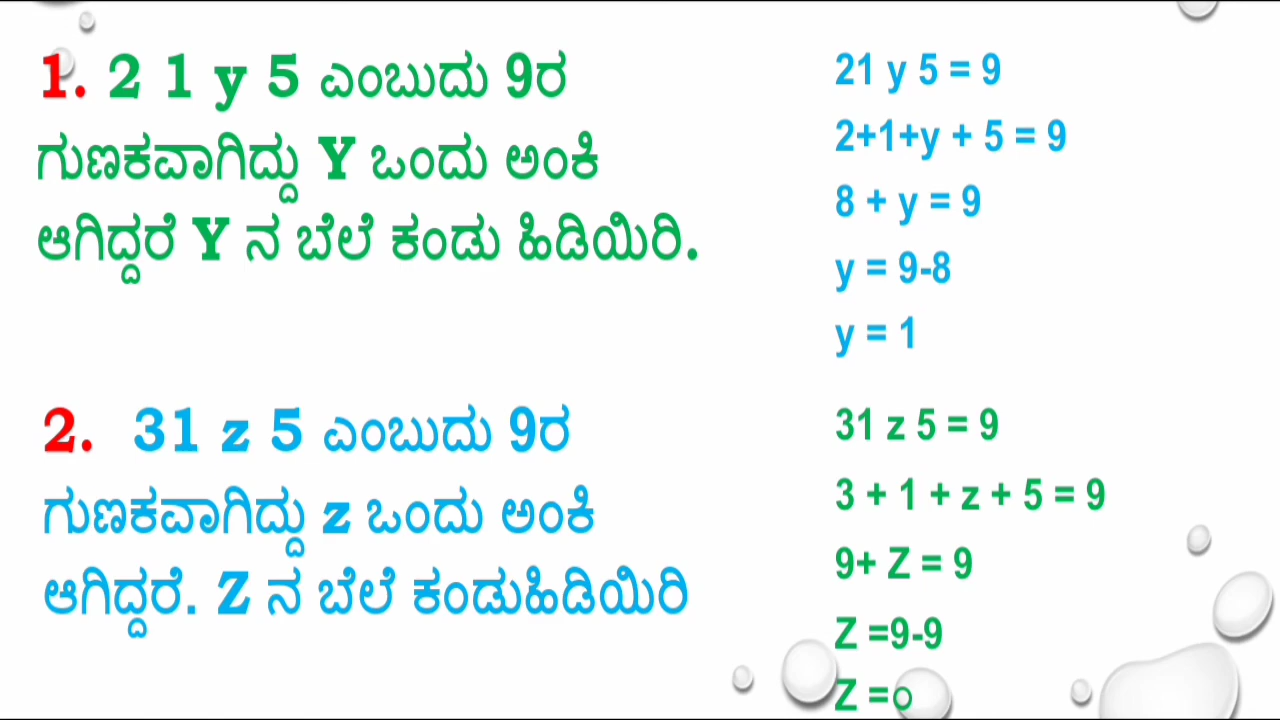 1. 2 1 y 5 ಎಂಬುದು 9ರ
ಗುಣಕವಾಗಿದ್ದು Y ಒಂದು ಅಂಕಿ
ಆಗಿದ್ದರೆ Y ನ ಬೆಲೆ ಕಂಡು ಹಿಡಿಯಿರಿ.
21 y 5 = 9
2+1+y + 5 = 9
8 + y = 9
y = 9-8
y = 1
2. 31 z 5 ಎಂಬುದು 9ರ
ಗುಣಕವಾಗಿದ್ದು z ಒಂದು ಅಂಕಿ
ಆಗಿದ್ದರೆ. Z ನ ಬೆಲೆ ಕಂಡುಹಿಡಿಯಿರಿ
31 z 5 = 9
3 + 1 + z + 5 = 9
9+ Z = 9
Z =9-9
Z =೦